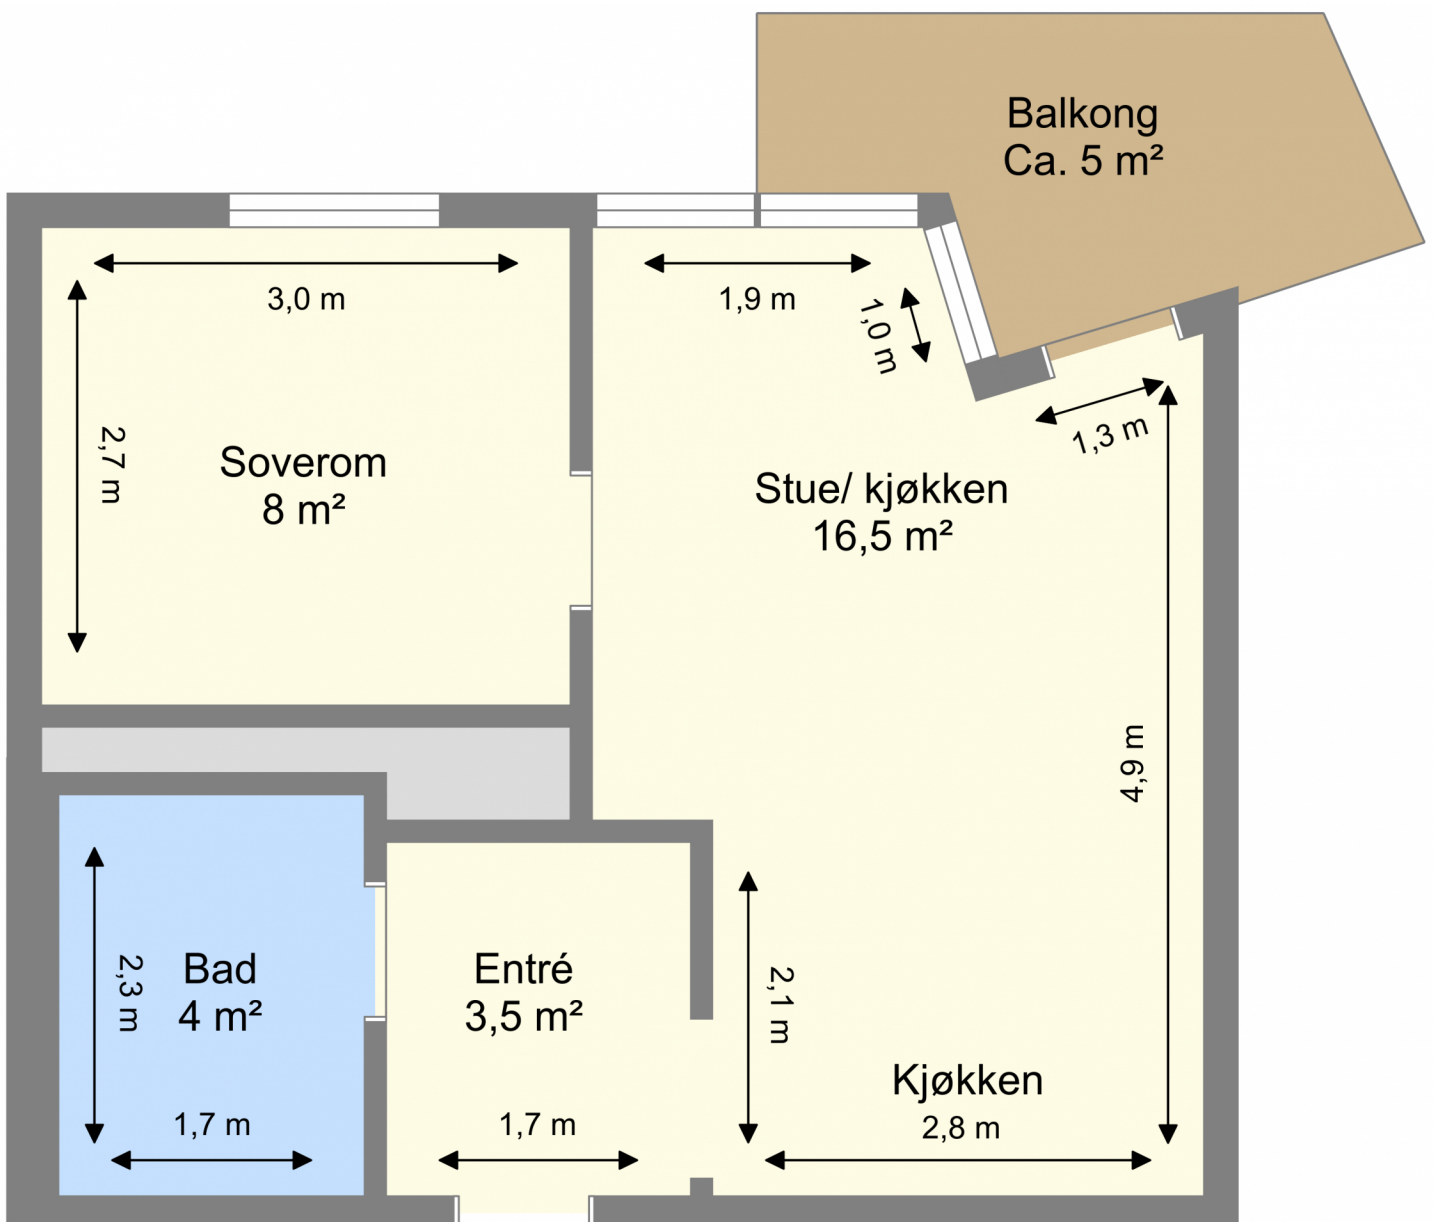 Balkong
Ca. 5 m²
3,0 m
1,9 m
1,0 m
2,7 m
1,3 m
Soverom
8 m²
Stue/ kjøkken
16,5 m²
4,9 m
Bad
4 m²
2,3 m
Entré
3,5 m²
2,1 m
Kjøkken
2,8 m
1,7 m
1,7 m